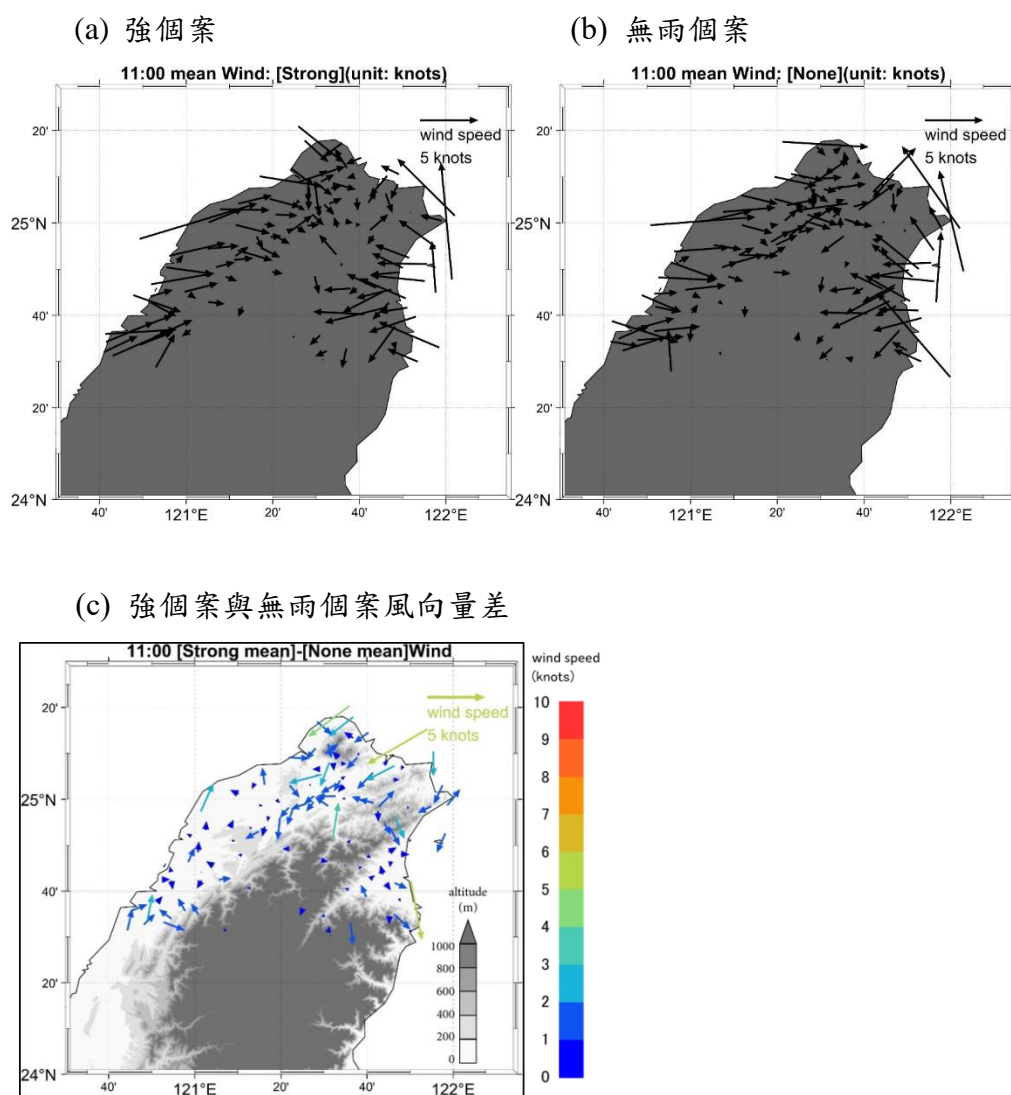 (a) 強個案
11:00 mean Wind: [Strong](unit: knots)
wind speed
5 knots
20'
25°N
40'
20'
24°N
40'
121°E
20'
40'
122°E
(b) 無雨個案
11:00 mean Wind: [None](unit: knots)
wind speed
5 knots
20'
25°N
40'
20'
24°N
40'
121°E
20'
40'
122°E
(c) 強個案與無雨個案風向量差
11:00 [Strong mean]-[None mean]Wind
wind speed
5 knots
20'
25°N
40'
20'
24°N
40'
121°E
20'
40'
122°E
altitude
(m)
1000
800
600
400
200
0
wind speed
(knots)
10
9
8
7
6
5
4
3
2
1
0